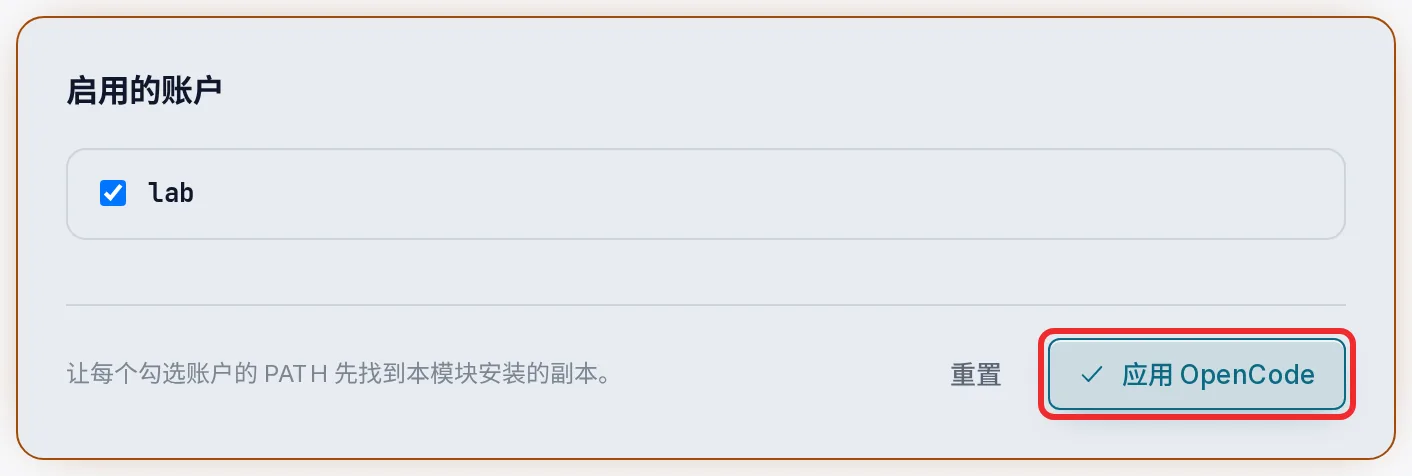 启用的账户
lab
让每个勾选账户的 PATH 先找到本模块安装的副本。
重置
应用 OpenCode